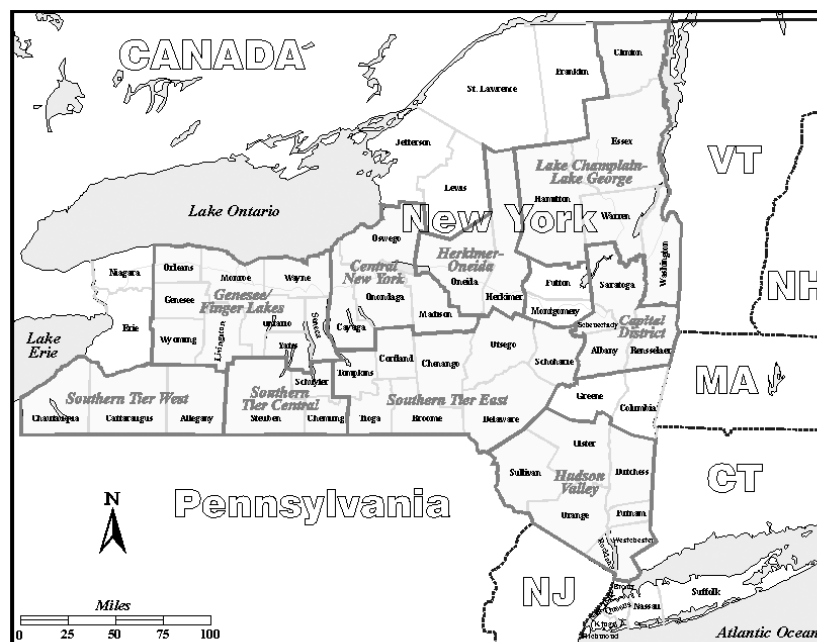 CANADA
Clinton
Franklin
St. Lawrence
Essex
Jefferson
VT
Lake Champlain-
Lake George
Lewis
Hamilton
Lake Ontario
New York
Warren
Oswego
Washington
Herkimer-
Oneida
Central
New York
Niagara
Orleans
Monroe
Wayne
Oneida
Fulton
Saratoga
NH
Genesee
Genesee/
Finger Lakes
Onondaga
Herkimer
Montgomery
Madison
Ontario
Seneca
Cayuga
Schenectady
Capital
District
Erie
Lake
Erie
Wyoming
Livingston
Yates
Otsego
Albany
Rensselaer
Cortland
Chenango
Schoharie
Tompkins
Schuyler
MA
Southern Tier West
Southern
Tier Central
Southern Tier East
Greene
Columbia
Chautauqua
Cattaraugus
Allegany
Steuben
Chemung
Tioga
Broome
Delaware
Ulster
Sullivan
Hudson
Valley
Dutchess
CT
N
Pennsylvania
Orange
Putnam
Westchester
Rockland
NJ
Bronx
Suffolk
Miles
Queens
Nassau
0 25 50 100
Kings
Richmond
Atlantic Ocean